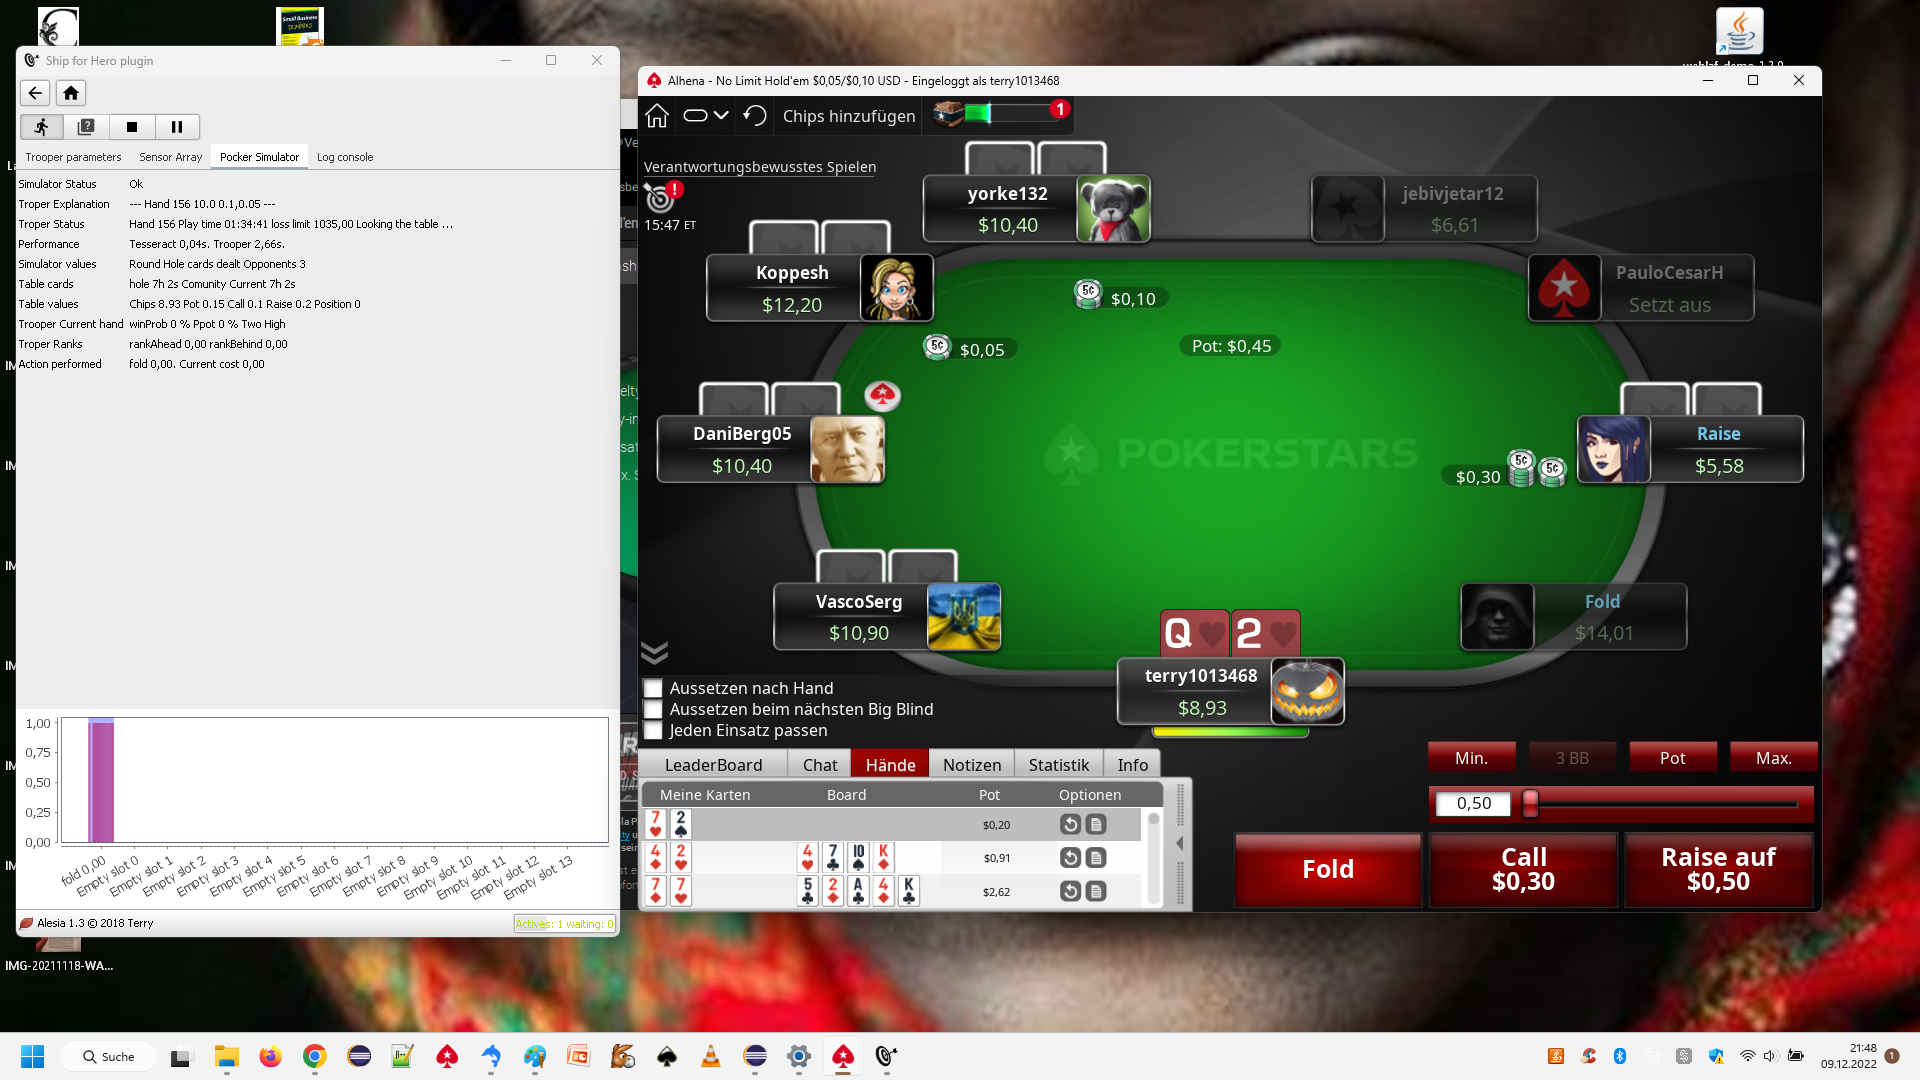 Ship for Hero plugin
Trooper parameters
Sensor Array
Pocker Simulator
Log console
Simulator Status Ok
Troper Explanation --- Hand 156 10.0 0.1,0.05 ---
Troper Status Hand 156 Play time 01:34:41 loss limit 1035,00 Looking the table ...
Performance Tesseract 0,04s. Trooper 2,66s.
Simulator values Round Hole cards dealt Opponents 3
Table cards hole 7h 2s Comunity Current 7h 2s
Table values Chips 8.93 Pot 0.15 Call 0.1 Raise 0.2 Position 0
Trooper Current hand winProb 0 % Ppot 0 % Two High
Troper Ranks rankAhead 0,00 rankBehind 0,00
Action performed fold 0,00. Current cost 0,00
1,00
0,75
0,50
0,25
0,00
fold 0,00
Empty slot 0
Empty slot 1
Empty slot 2
Empty slot 3
Empty slot 4
Empty slot 5
Empty slot 6
Empty slot 7
Empty slot 8
Empty slot 9
Empty slot 10
Empty slot 11
Empty slot 12
Empty slot 13
Alesia 1.3 © 2018 Terry
Actives: 1 waiting: 0
IMG-20211118-WA...
Small Business
DUMMIES
Alhena - No Limit Hold'em $0,05/$0,10 USD - Eingeloggt als terry1013468
Chips hinzufügen
1
Verantwortungsbewusstes Spielen
!
15:47 ET
yorke132
$10,40
jebivjetar12
$6,61
Koppesh
$12,20
PauloCesarH
Setzt aus
5¢ $0,10
5¢ $0,05
Pot: $0,45
DaniBerg05
$10,40
POKERSTARS
Raise
$5,58
$0,30 5¢ 5¢
VascoSerg
$10,90
Q 2
Fold
$14,01
terry1013468
$8,93
Aussetzen nach Hand
Aussetzen beim nächsten Big Blind
Jeden Einsatz passen
LeaderBoard Chat Hände Notizen Statistik Info
Meine Karten Board Pot Optionen
7 2 $0,20
4 2 4 7 10 K $0,91
7 7 5 2 A 4 K $2,62
Min. 3 BB Pot Max.
0,50
Fold
Call
$0,30
Raise auf
$0,50
Suche
21:48
09.12.2022
1